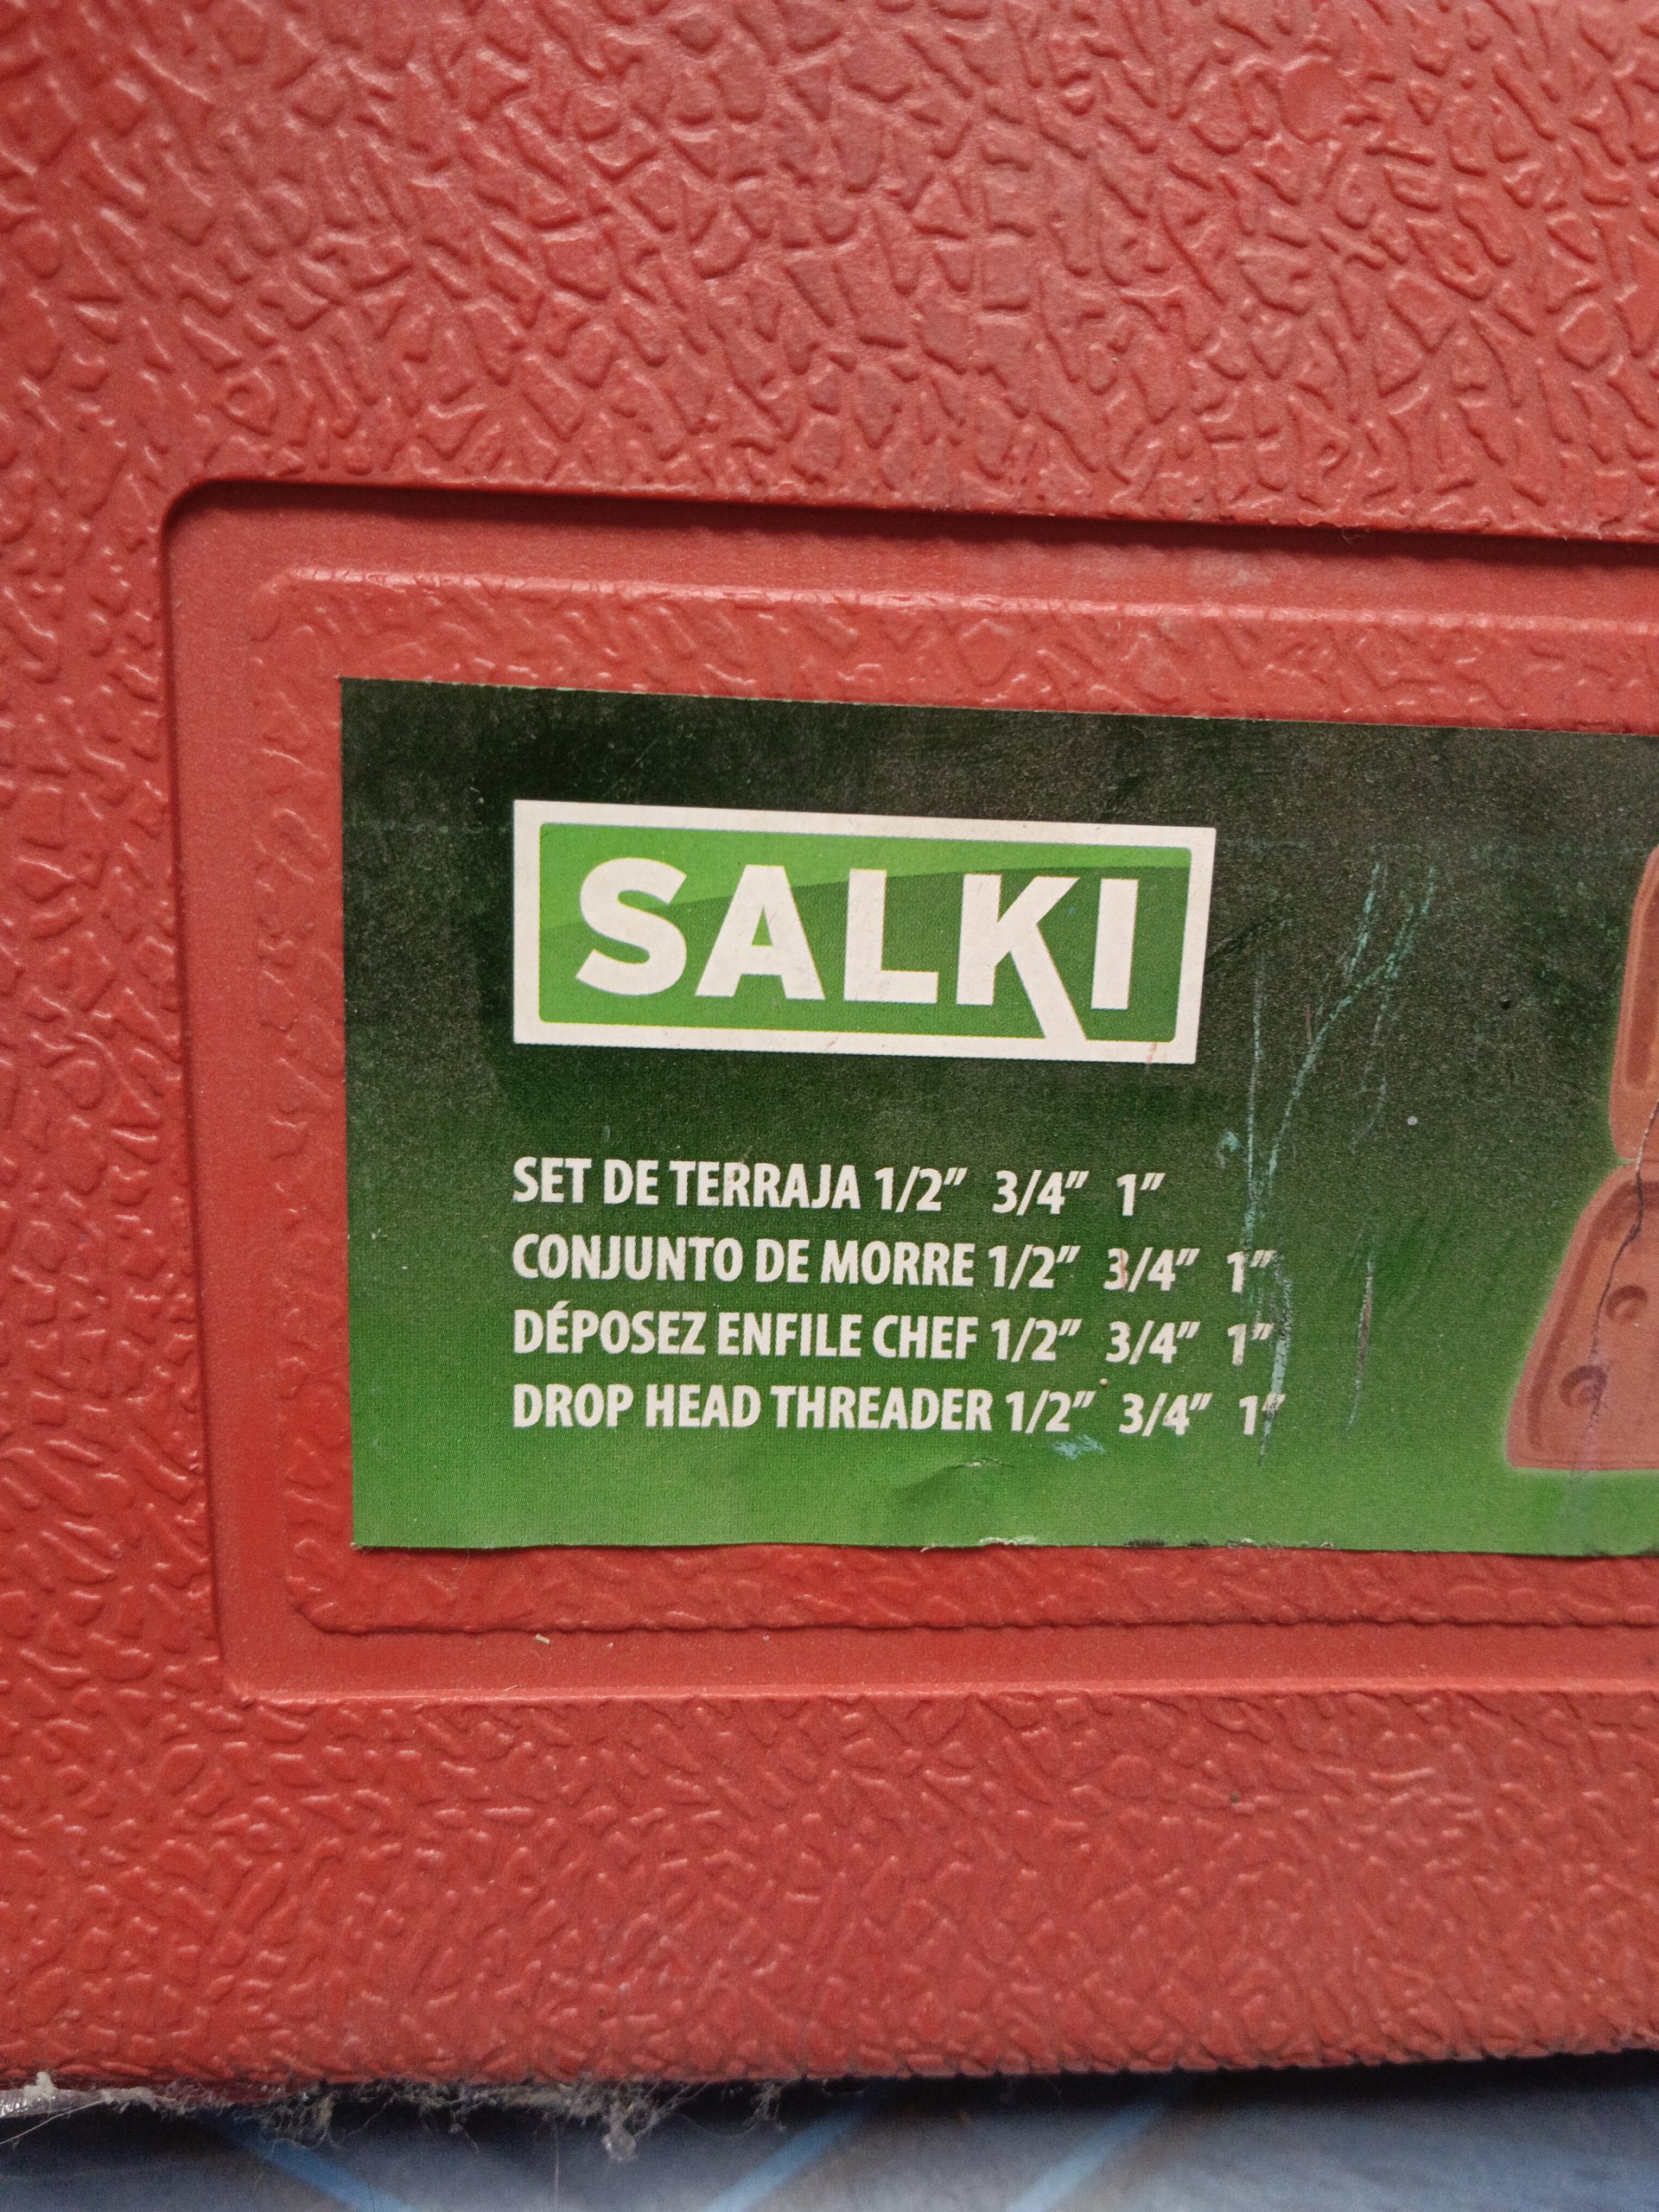 SALKI
SET DE TERRAJA 1/2" 3/4" 1"
CONJUNTO DE MORRE 1/2" 3/4" 1"
DÉPOSEZ ENFILE CHEF 1/2" 3/4" 1"
DROP HEAD THREADER 1/2" 3/4" 1"